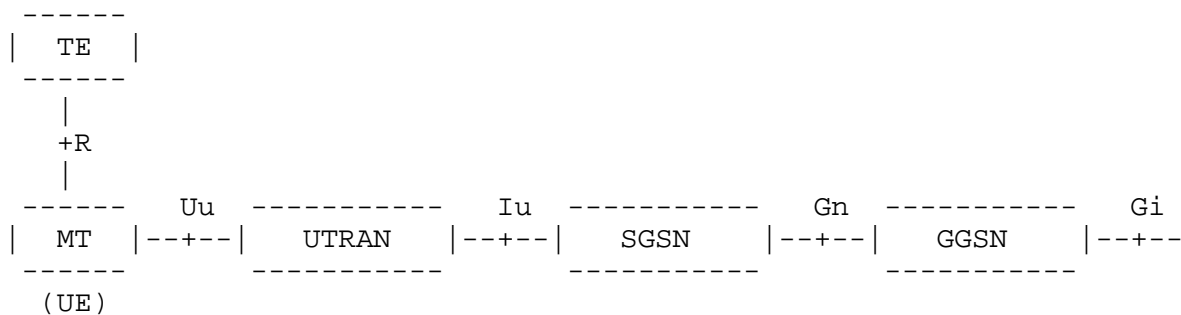 ------
|  TE  |
 ------
   |
   +R
   |
 ------   Uu  -----------   Iu  -----------   Gn  -----------   Gi
|  MT  |--+--|   UTRAN   |--+--|   SGSN    |--+--|   GGSN    |--+--
 ------       -----------       -----------       -----------
  (UE)